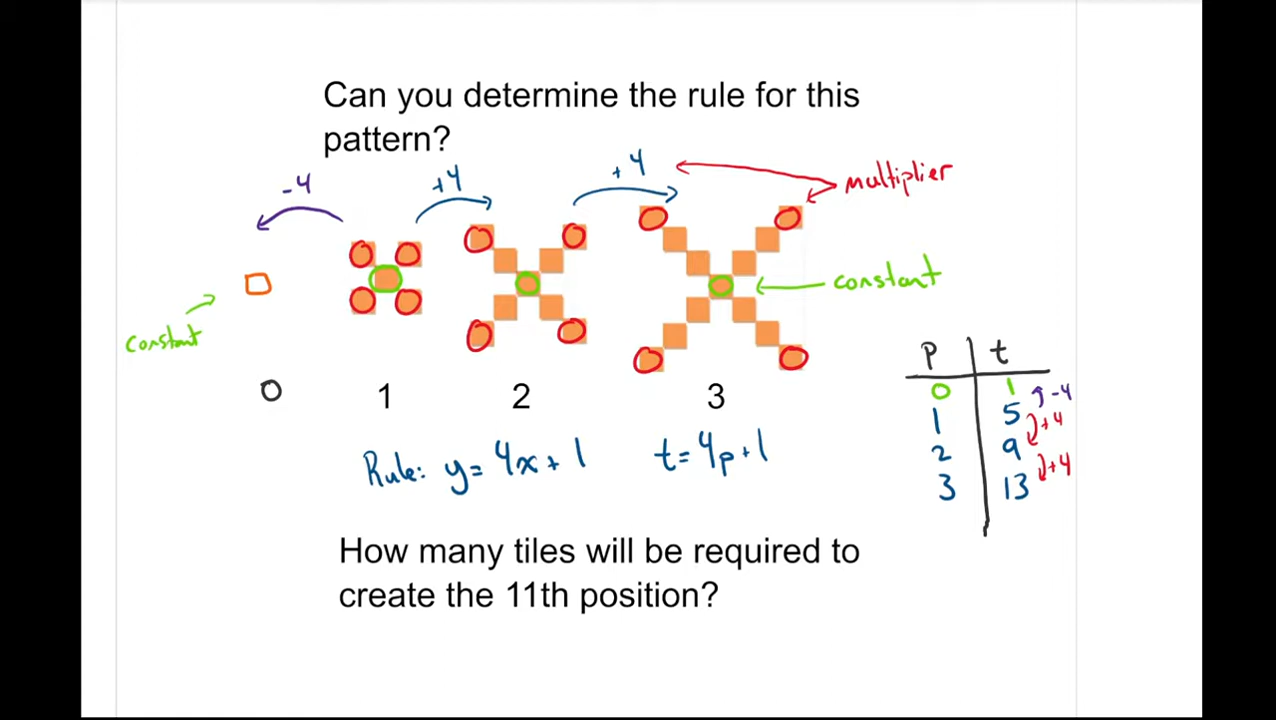 Can you determine the rule for this
pattern?
-4
+4
+4
multiplier
constant
constant
0
1
2
3
P t
0 1
-4
1 5
+4
2 9
+4
3 13
Rule: y = 4x + 1
t = 4p + 1
How many tiles will be required to
create the 11th position?